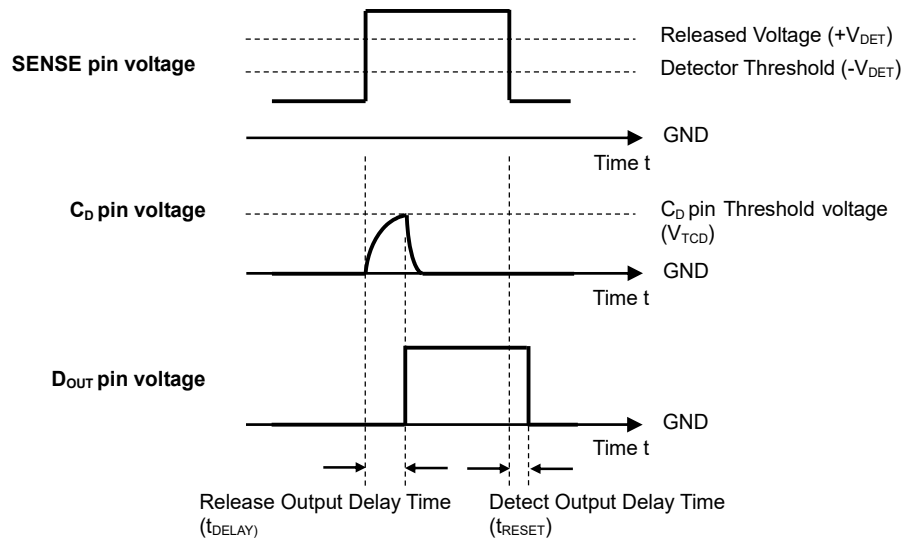 Released Voltage (+VDET)
SENSE pin voltage
Detector Threshold (-VDET)
GND
Time t
CD pin voltage
CD pin Threshold voltage
(VTCD)
GND
Time t
DOUT pin voltage
GND
Time t
Release Output Delay Time
(tDELAY)
Detect Output Delay Time
(tRESET)